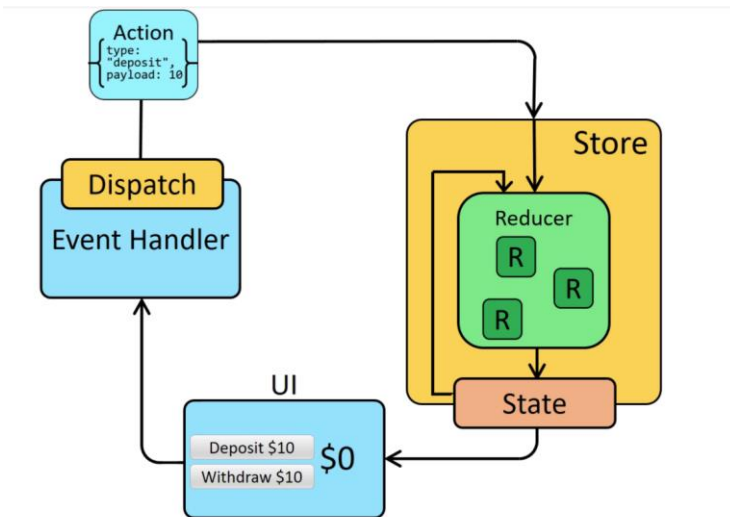 Action
{ type:
"deposit",
payload: 10 }
Store
Dispatch
Event Handler
Reducer
R
R
R
State
UI
Deposit $10
$0
Withdraw $10